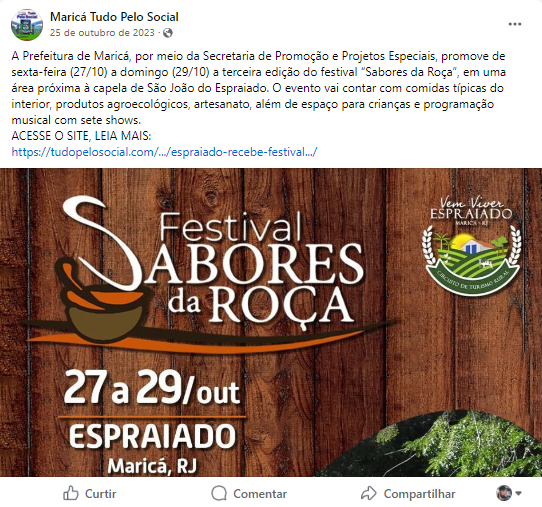 Maricá Tudo Pelo Social
25 de outubro de 2023
A Prefeitura de Maricá, por meio da Secretaria de Promoção e Projetos Especiais, promove de
sexta-feira (27/10) a domingo (29/10) a terceira edição do festival "Sabores da Roça", em uma
área próxima à capela de São João do Espraiado. O evento vai contar com comidas típicas do
interior, produtos agroecológicos, artesanato, além de espaço para crianças e programação
musical com sete shows.
ACESSE O SITE, LEIA MAIS:
https://tudopelosocial.com/.../espraiado-recebe-festival.../
Vem Viver
ESPRAIADO
MARICÁ - RJ
CIRCUITO DE TURISMO RURAL
Festival
SABORES
da ROÇA
27 a 29/out
ESPRAIADO
Maricá, RJ
Curtir
Comentar
Compartilhar